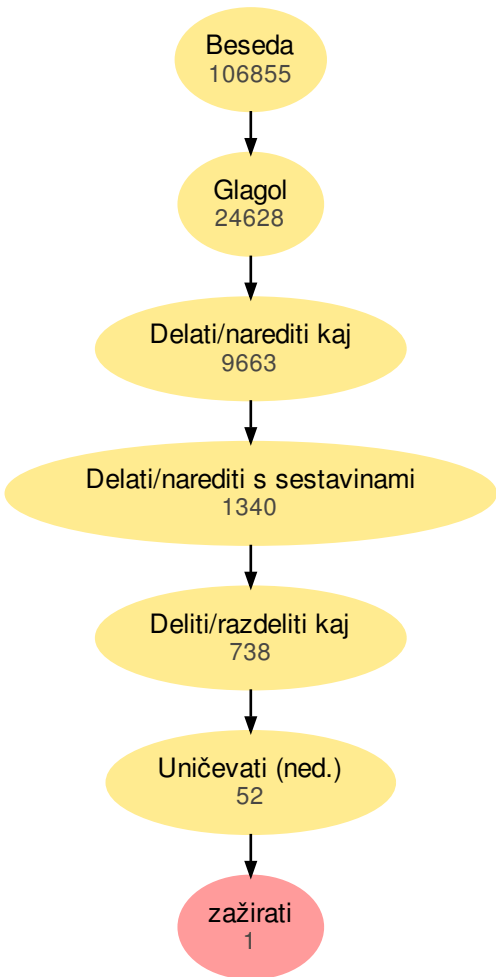 Beseda
106855
Glagol
24628
Delati/narediti kaj
9663
Delati/narediti s sestavinami
1340
Deliti/razdeliti kaj
738
Uničevati (ned.)
52
zažirati
1